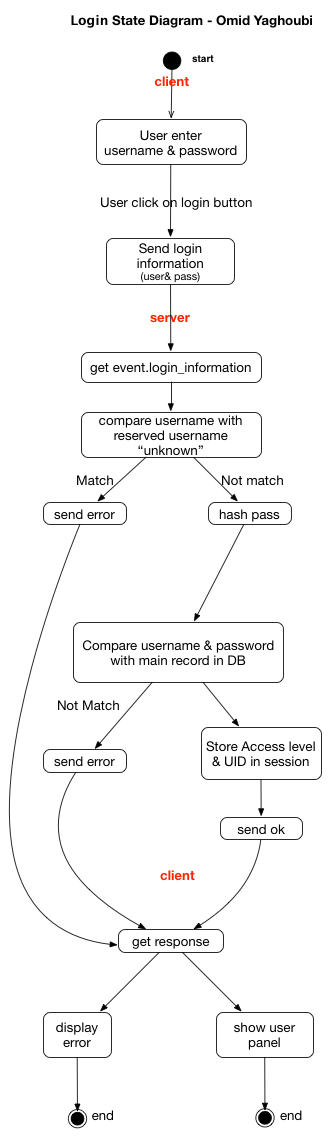 Login State Diagram - Omid Yaghoubi
start
client
User enter
username & password
User click on login button
Send login
information
(user& pass)
server
get event.login_information
compare username with
reserved username
“unknown”
Match
Not match
send error
hash pass
Compare username & password
with main record in DB
Not Match
Store Access level
& UID in session
send error
send ok
client
get response
display
error
show user
panel
end
end